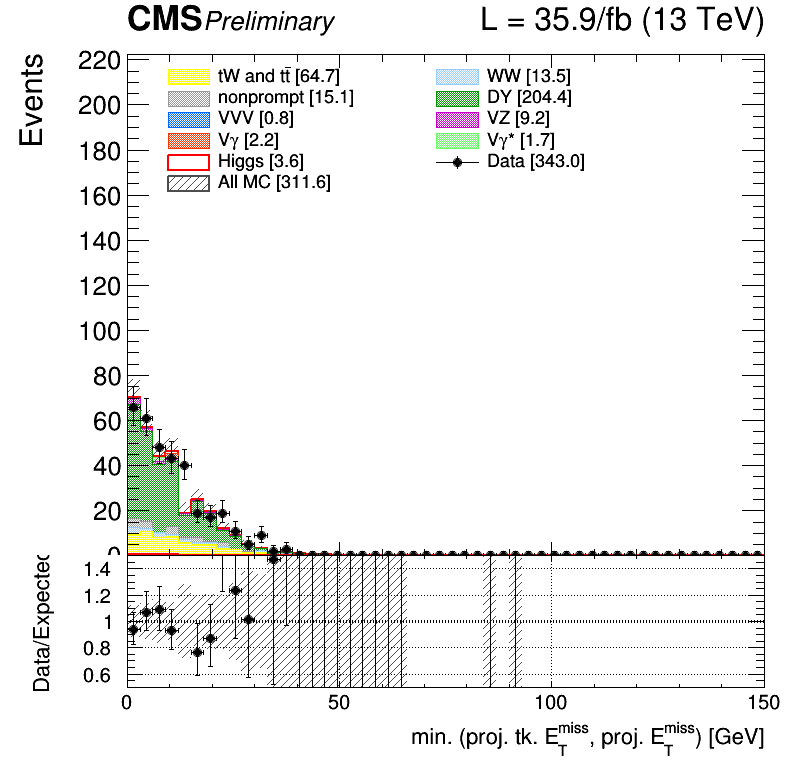 CMS Preliminary L = 35.9/fb (13 TeV)
Events
220
200
180
160
140
120
100
80
60
40
20
0
tW and tt̄ [64.7]
nonprompt [15.1]
VVV [0.8]
Vγ [2.2]
Higgs [3.6]
All MC [311.6]
WW [13.5]
DY [204.4]
VZ [9.2]
Vγ* [1.7]
Data [343.0]
Data/Expected
1.4
1.2
1
0.8
0.6
0 50 100 150
min. (proj. tk. E_T^miss, proj. E_T^miss) [GeV]